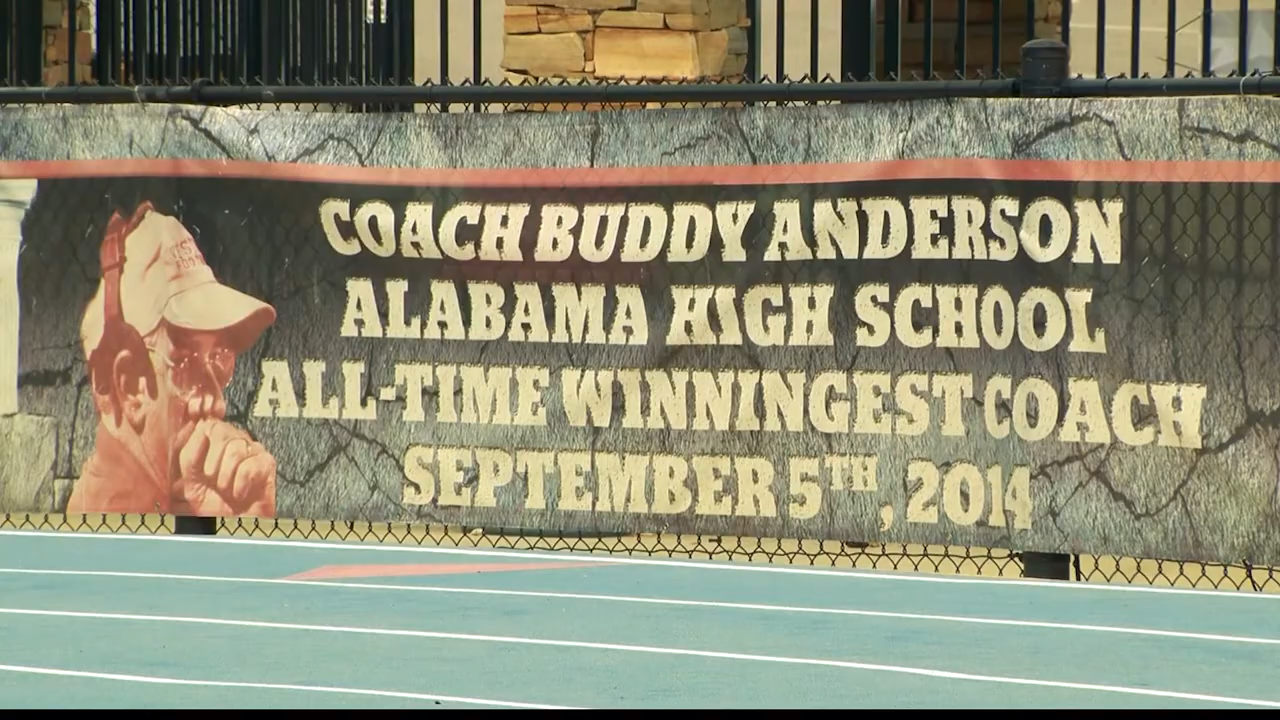 COACH BUDDY ANDERSON
ALABAMA HIGH SCHOOL
ALL-TIME WINNINGEST COACH
SEPTEMBER 5TH, 2014